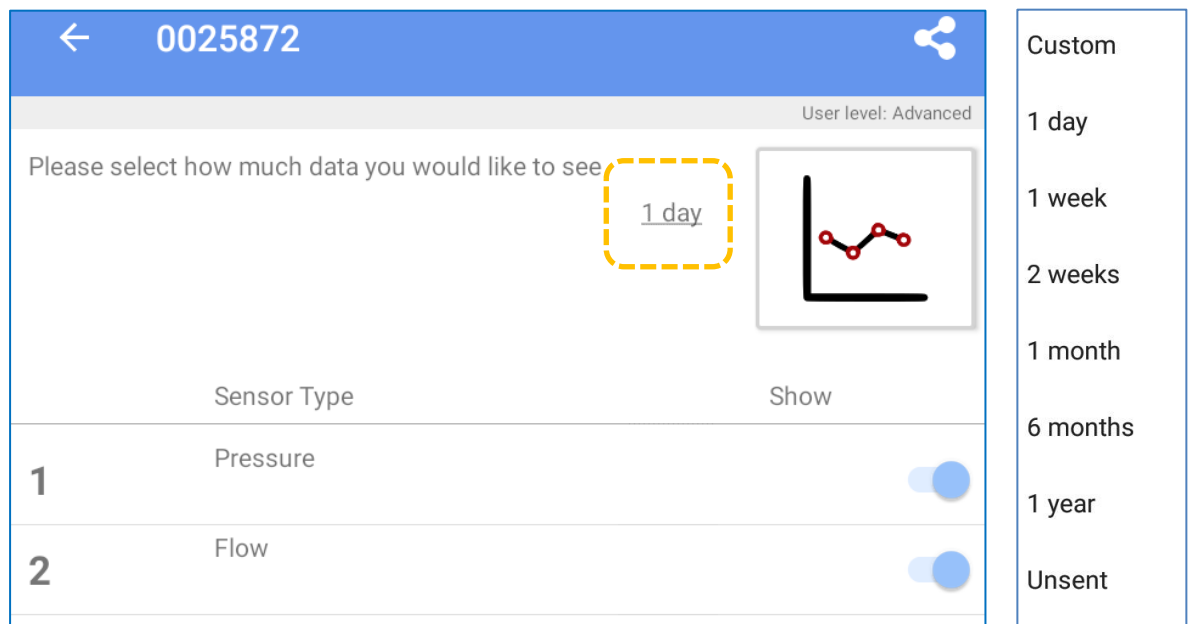 0025872
User level: Advanced
Please select how much data you would like to see
1 day
Sensor Type Show
1 Pressure
2 Flow
Custom
1 day
1 week
2 weeks
1 month
6 months
1 year
Unsent